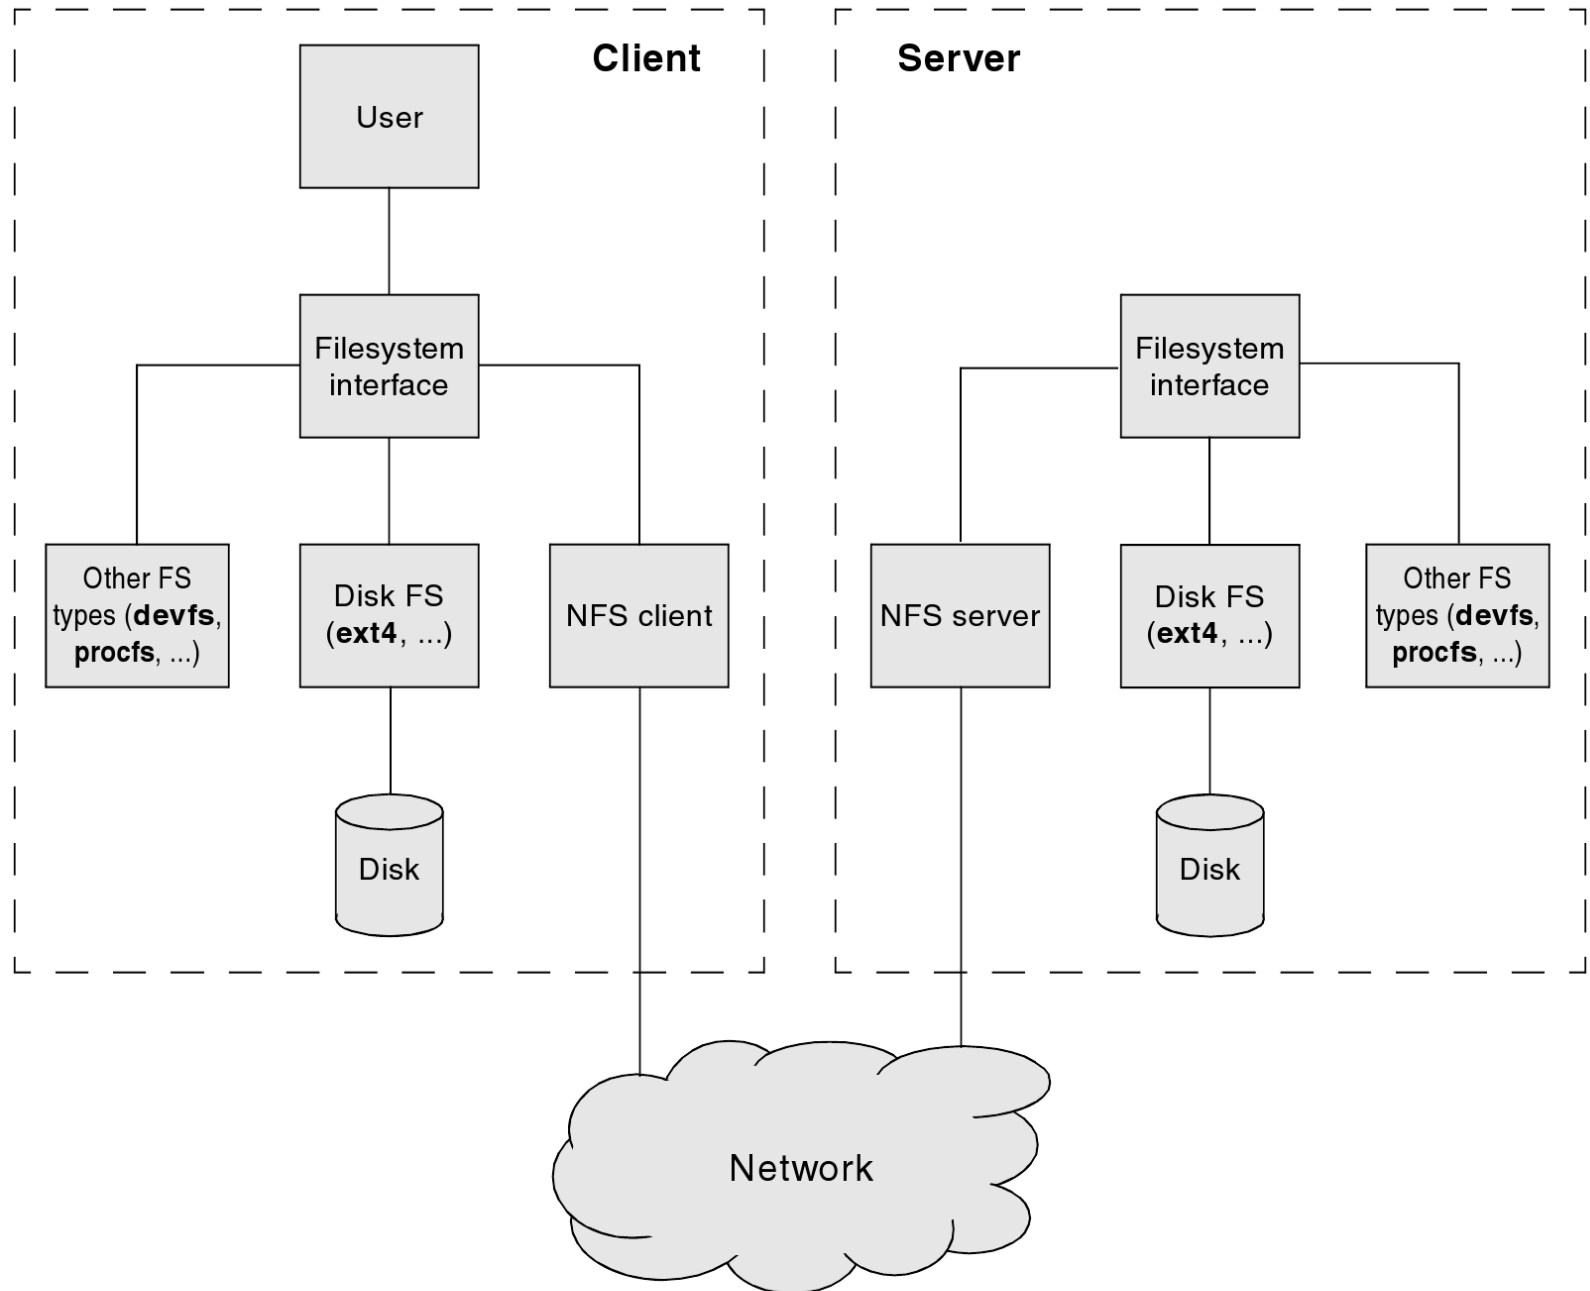 Client
User
Filesystem
interface
Other FS
types (devfs,
procfs, ...)
Disk FS
(ext4, ...)
NFS client
Disk
Server
Filesystem
interface
NFS server
Disk FS
(ext4, ...)
Other FS
types (devfs,
procfs, ...)
Disk
Network